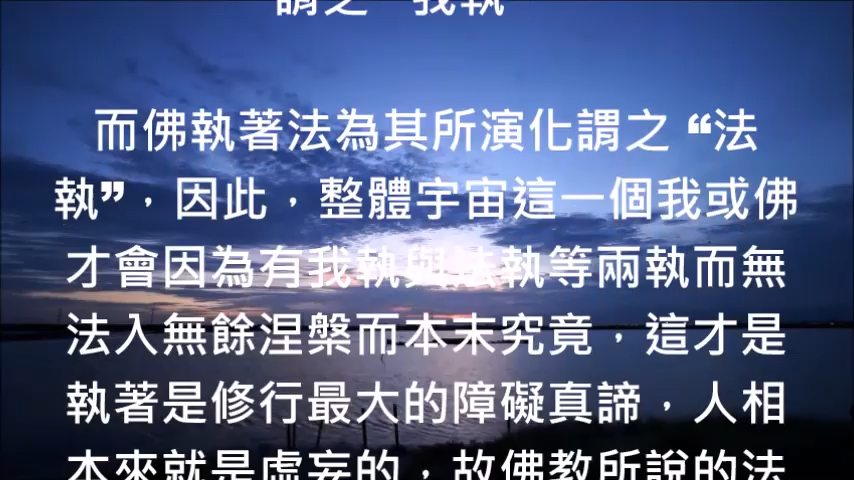 謂之 “我執”
而佛執著法為其所演化謂之 “法
執”，因此，整體宇宙這一個我或佛
才會因為有我執與法執等兩執而無
法入無餘涅槃而本末究竟，這才是
執著是修行最大的障礙真諦，人相
本來就是虛妄的，故佛教所說的法